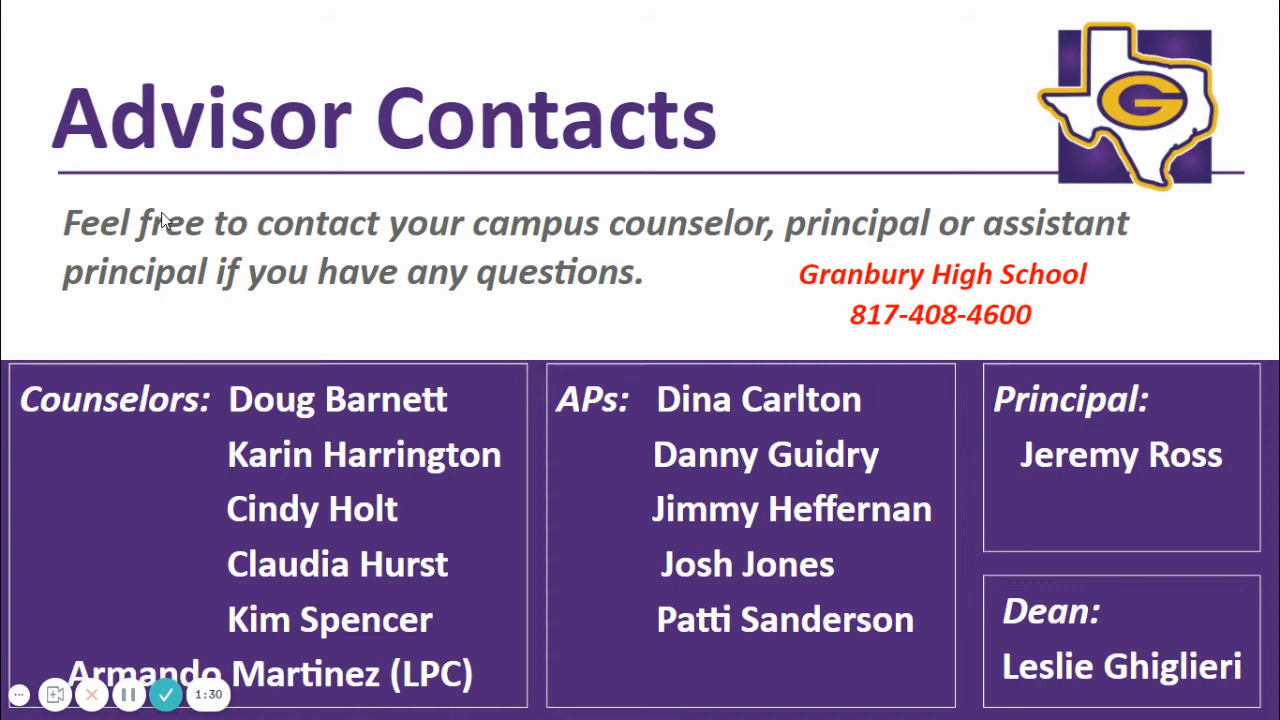 G
Advisor Contacts
Feel free to contact your campus counselor, principal or assistant
principal if you have any questions.
Granbury High School
817-408-4600
Counselors: Doug Barnett
Karin Harrington
Cindy Holt
Claudia Hurst
Kim Spencer
Armando Martinez (LPC)
APs: Dina Carlton
Danny Guidry
Jimmy Heffernan
Josh Jones
Patti Sanderson
Principal:
Jeremy Ross
Dean:
Leslie Ghiglieri
1:30